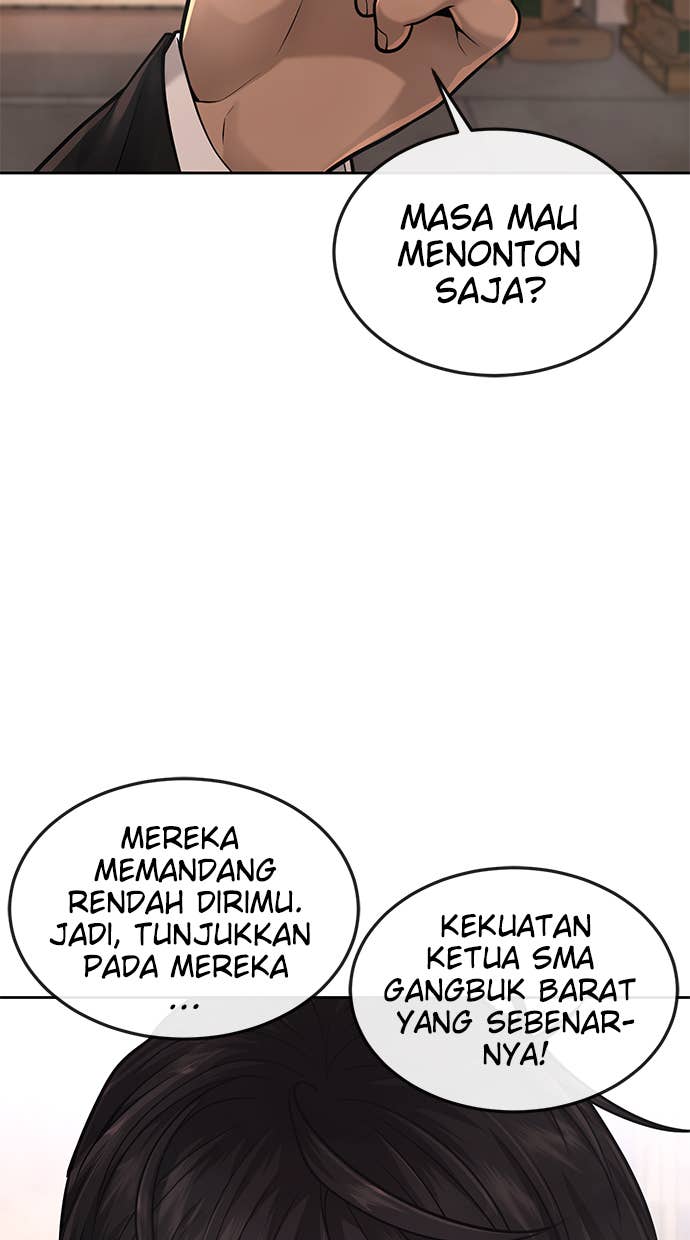 MASA MAU
MENONTON
SAJA?
MEREKA
MEMANDANG
RENDAH DIRIMU.
JADI, TUNJUKKAN
PADA MEREKA
...
KEKUATAN
KETUA SMA
GANGBUK BARAT
YANG SEBENAR-
NYA!